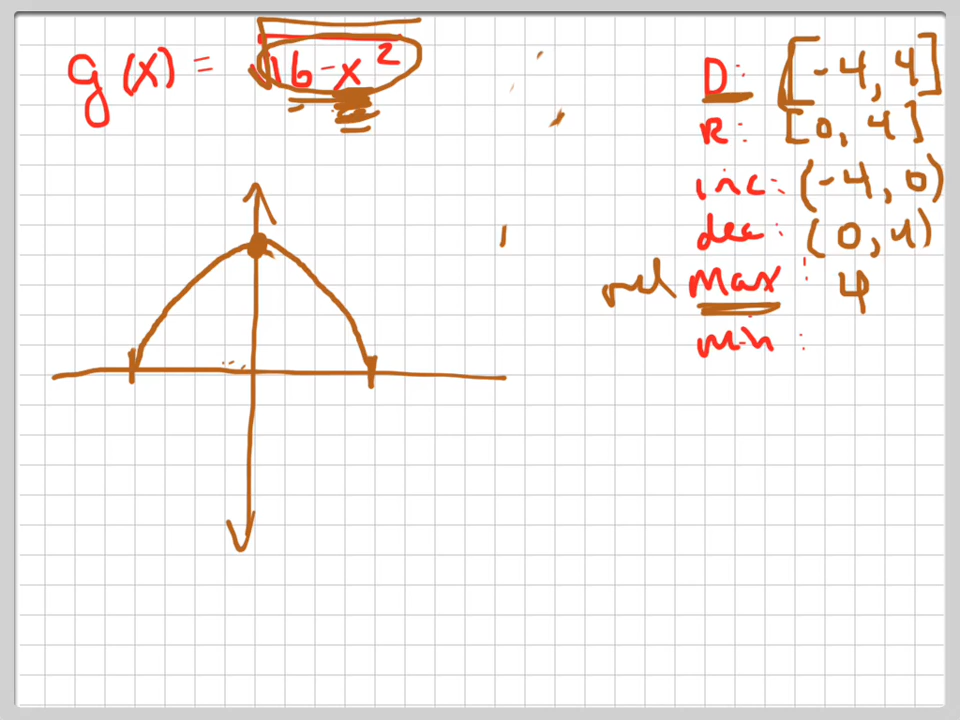 g(x) = √16-x²
D: [-4, 4]
R: [0, 4]
inc: (-4, 0)
dec: (0, 4)
rel max: 4
min: